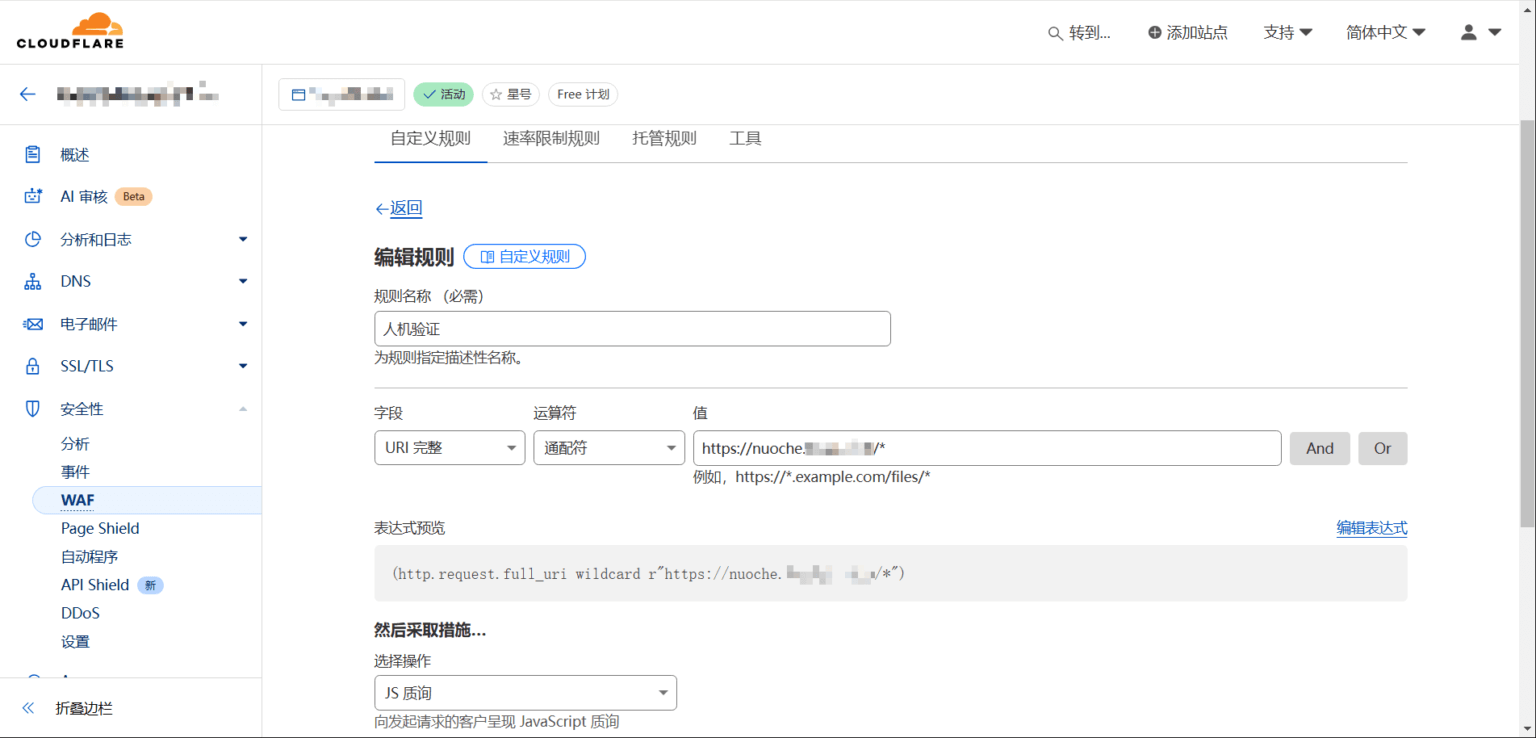 CLOUDFLARE
转到...
添加站点
支持
简体中文
活动
星号
Free 计划
概述
AI 审核 Beta
分析和日志
DNS
电子邮件
SSL/TLS
安全性
分析
事件
WAF
Page Shield
自动程序
API Shield 新
DDoS
设置
折叠边栏
自定义规则 速率限制规则 托管规则 工具
←返回
编辑规则 自定义规则
规则名称 （必需）
人机验证
为规则指定描述性名称。
字段 运算符 值
URI 完整 通配符 https://nuoche. /* And Or
例如，https://*.example.com/files/*
表达式预览 编辑表达式
(http.request.full_uri wildcard r"https://nuoche. /*")
然后采取措施...
选择操作
JS 质询
向发起请求的客户呈现 JavaScript 质询